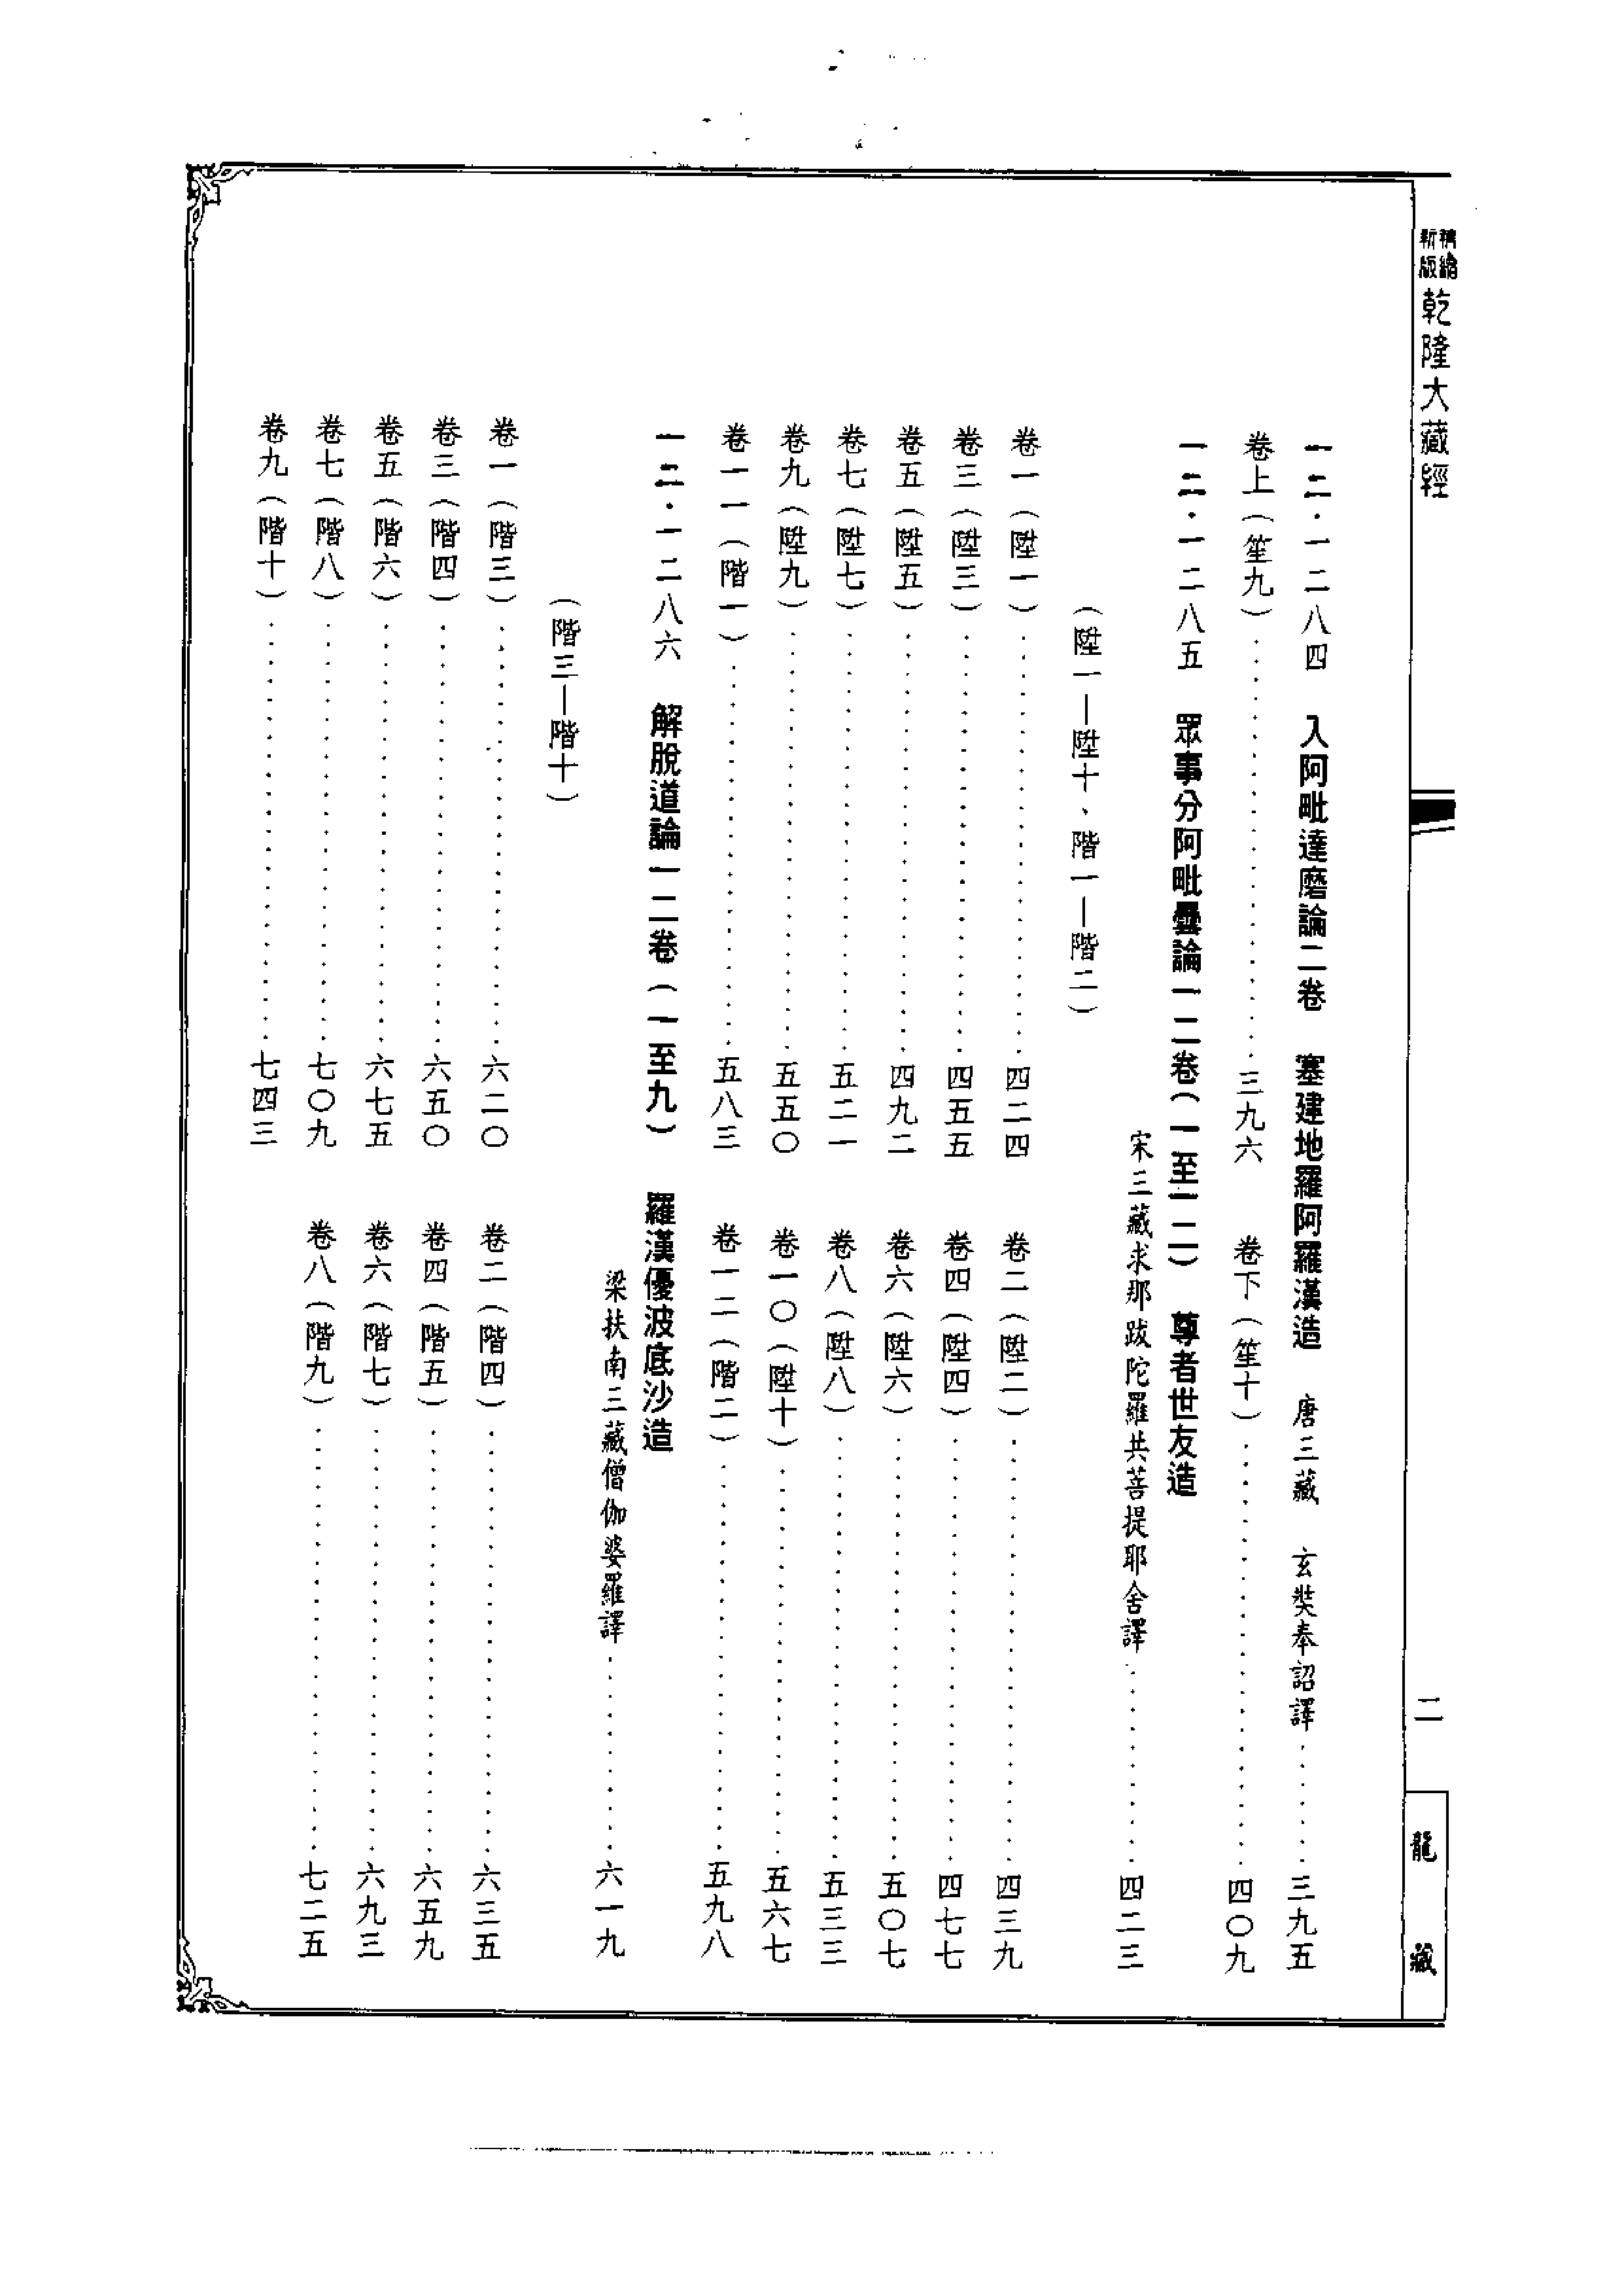 新版精繪 乾隆大藏經
二
龍藏
一二·一二八四 入阿毗達磨論二卷 塞建地羅阿羅漢造 唐三藏 玄奘奉詔譯……三九五
卷上(笙九)……三九六 卷下(笙十)……四〇九
一二·一二八五 眾事分阿毗曇論一二卷(一至一二) 尊者世友造
宋三藏求那跋陀羅共菩提耶舍譯……四二三
(陞一—陞十、階一—階二)
卷一(陞一)……四二四 卷二(陞二)……四三九
卷三(陞三)……四五五 卷四(陞四)……四七七
卷五(陞五)……四九二 卷六(陞六)……五〇七
卷七(陞七)……五二一 卷八(陞八)……五三三
卷九(陞九)……五五〇 卷一〇(陞十)……五六七
卷一一(階一)……五八三 卷一二(階二)……五九八
一二·一二八六 解脫道論一二卷(一至九) 羅漢優波底沙造
梁扶南三藏僧伽婆羅譯……六一九
(階三—階十)
卷一(階三)……六二〇 卷二(階四)……六三五
卷三(階四)……六五〇 卷四(階五)……六五九
卷五(階六)……六七五 卷六(階七)……六九三
卷七(階八)……七〇九 卷八(階九)……七二五
卷九(階十)……七四三